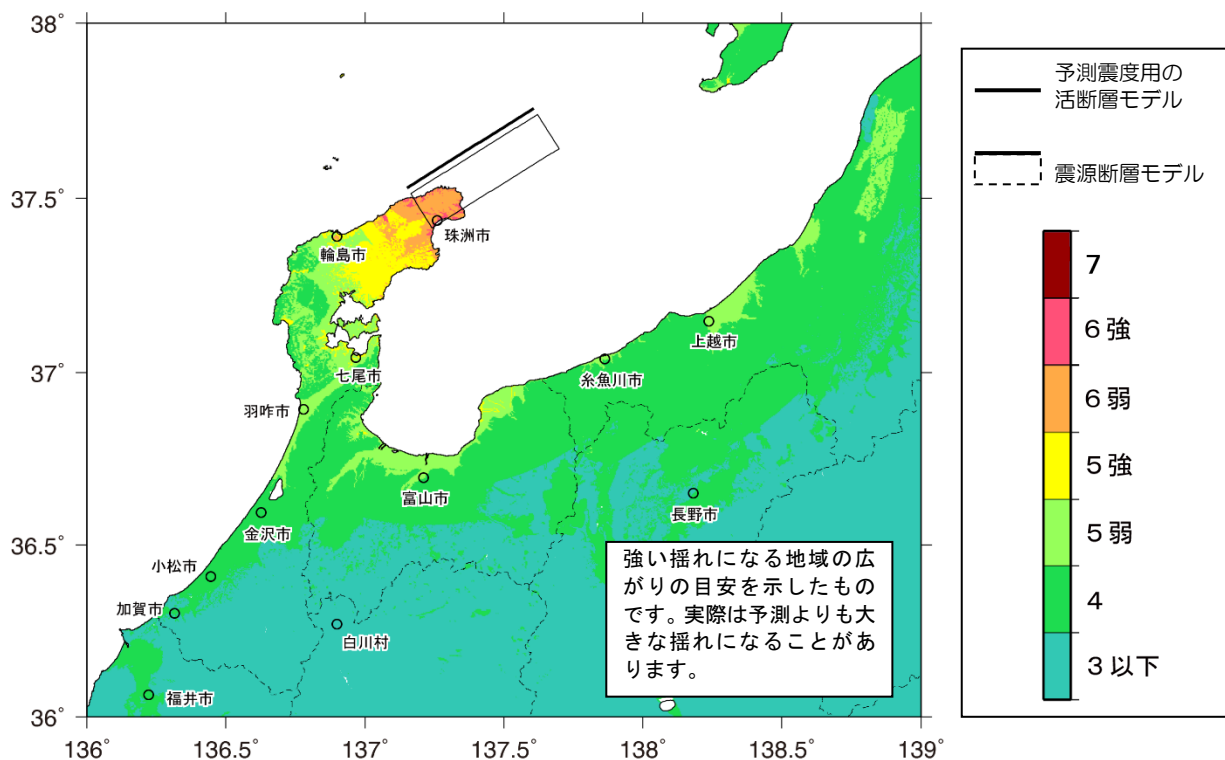 38°
37.5°
37°
36.5°
36°
136°
136.5°
137°
137.5°
138°
138.5°
139°
珠洲市
輪島市
七尾市
羽咋市
上越市
糸魚川市
富山市
長野市
金沢市
小松市
加賀市
白川村
福井市
強い揺れになる地域の広
がりの目安を示したもの
です。実際は予測よりも大
きな揺れになることがあ
ります。
予測震度用の
活断層モデル
震源断層モデル
7
6強
6弱
5強
5弱
4
3以下